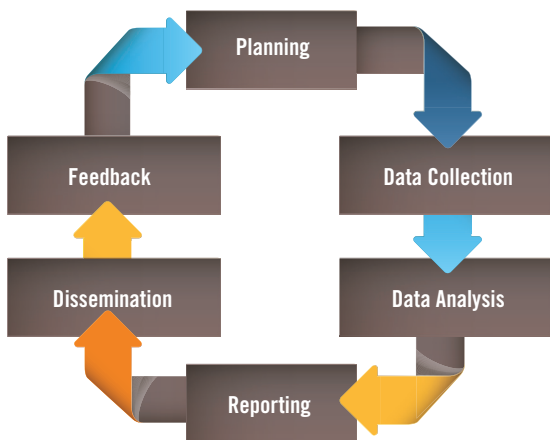 Planning
Data Collection
Data Analysis
Reporting
Dissemination
Feedback